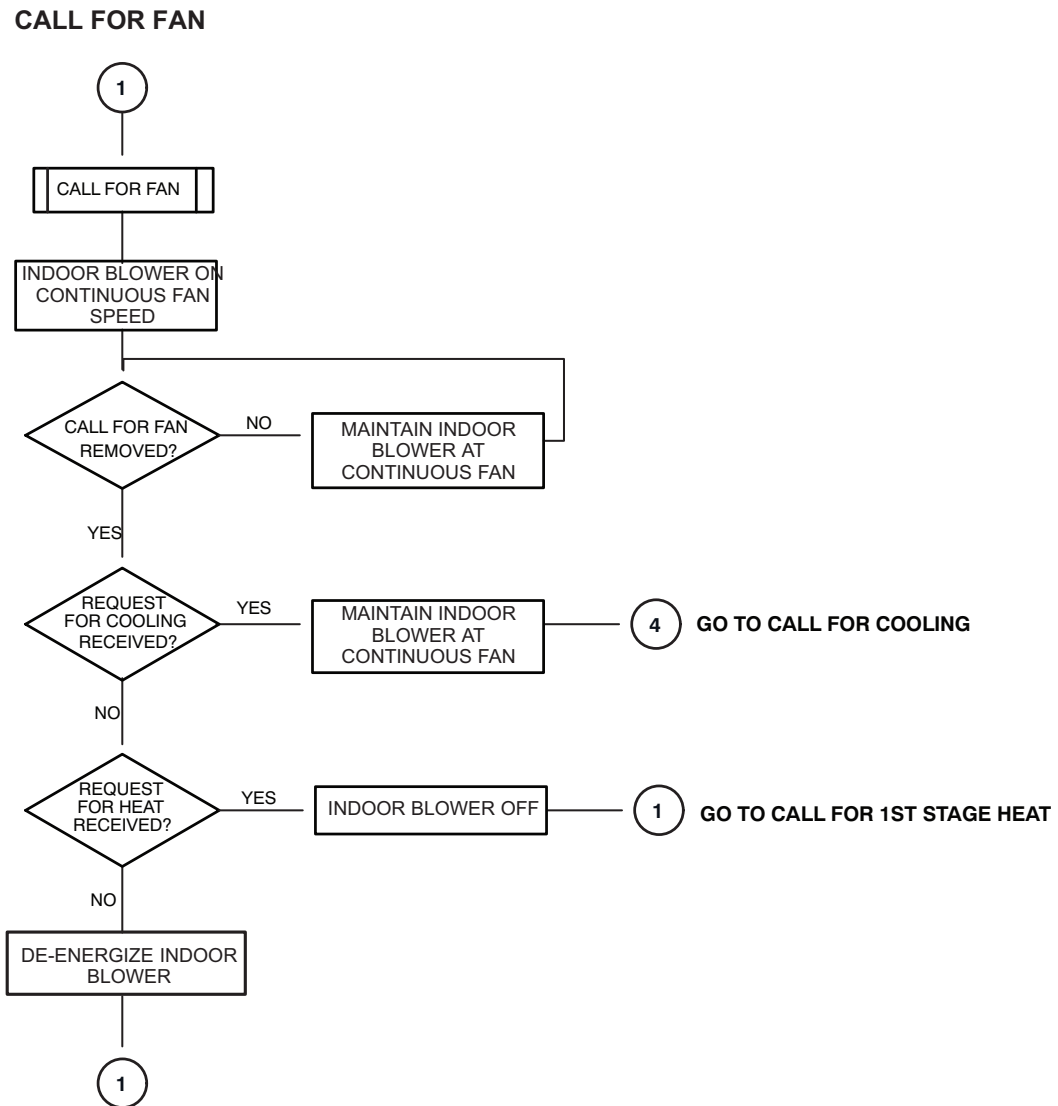 CALL FOR FAN
1
CALL FOR FAN
INDOOR BLOWER ON
CONTINUOUS FAN
SPEED
CALL FOR FAN
REMOVED?
NO
MAINTAIN INDOOR
BLOWER AT
CONTINUOUS FAN
YES
REQUEST
FOR COOLING
RECEIVED?
YES
MAINTAIN INDOOR
BLOWER AT
CONTINUOUS FAN
4
GO TO CALL FOR COOLING
NO
REQUEST
FOR HEAT
RECEIVED?
YES
INDOOR BLOWER OFF
1
GO TO CALL FOR 1ST STAGE HEAT
NO
DE-ENERGIZE INDOOR
BLOWER
1